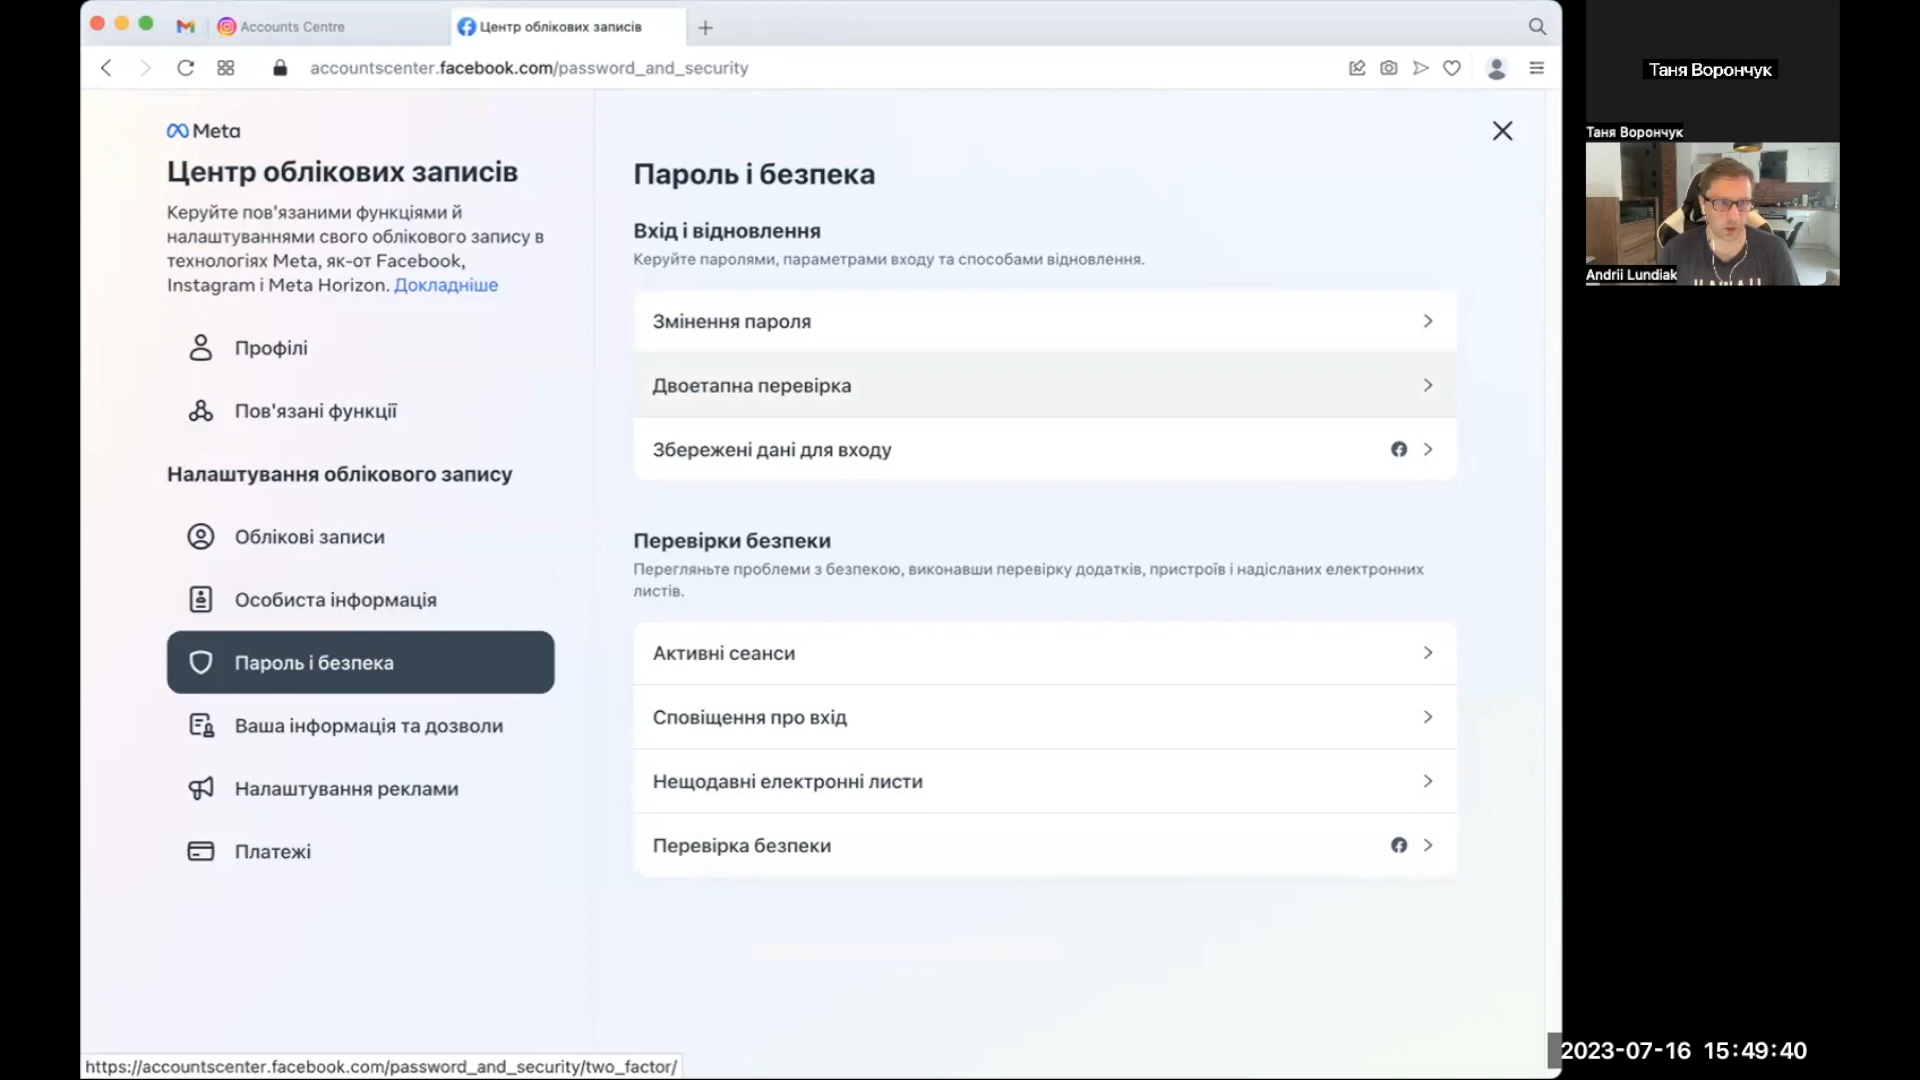 Accounts Centre
Центр облікових записів
accountscenter.facebook.com/password_and_security
Meta
Центр облікових записів
Керуйте пов'язаними функціями й
налаштуваннями свого облікового запису в
технологіях Meta, як-от Facebook,
Instagram і Meta Horizon. Докладніше
Профілі
Пов'язані функції
Налаштування облікового запису
Облікові записи
Особиста інформація
Пароль і безпека
Ваша інформація та дозволи
Налаштування реклами
Платежі
Пароль і безпека
Вхід і відновлення
Керуйте паролями, параметрами входу та способами відновлення.
Змінення пароля
Двоетапна перевірка
Збережені дані для входу
Перевірки безпеки
Перегляньте проблеми з безпекою, виконавши перевірку додатків, пристроїв і надісланих електронних
листів.
Активні сеанси
Сповіщення про вхід
Нещодавні електронні листи
Перевірка безпеки
https://accountscenter.facebook.com/password_and_security/two_factor/
Таня Ворончук
Таня Ворончук
Andrii Lundiak
2023-07-16 15:49:40